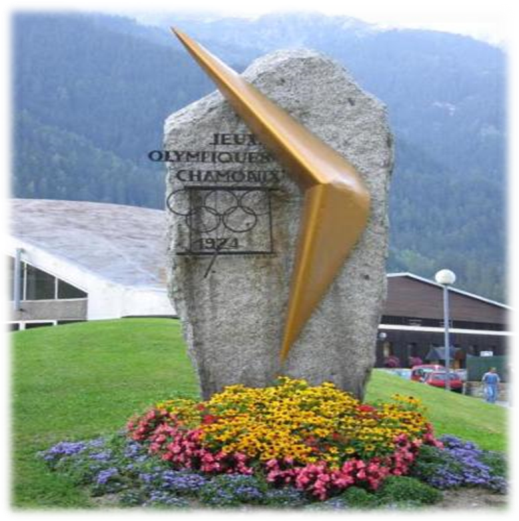 JEUX
OLYMPIQUES
CHAMONIX
1924